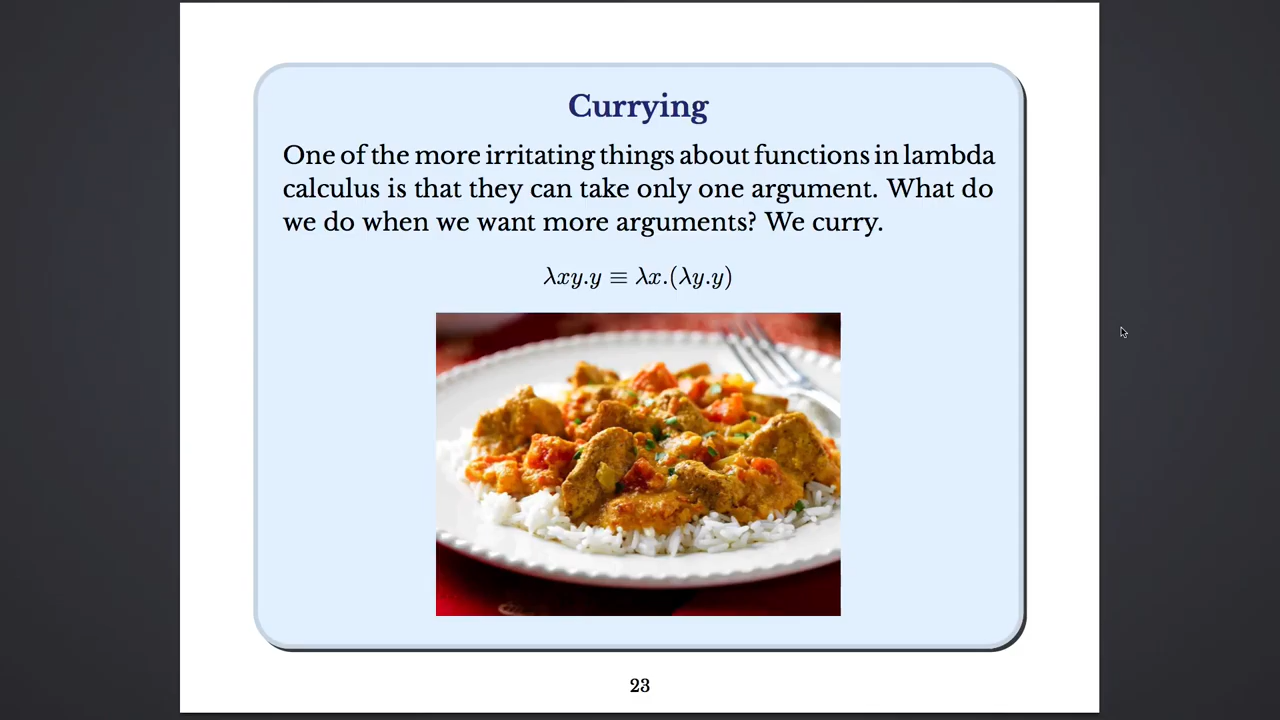 Currying
One of the more irritating things about functions in lambda
calculus is that they can take only one argument. What do
we do when we want more arguments? We curry.
λxy.y ≡ λx.(λy.y)
23